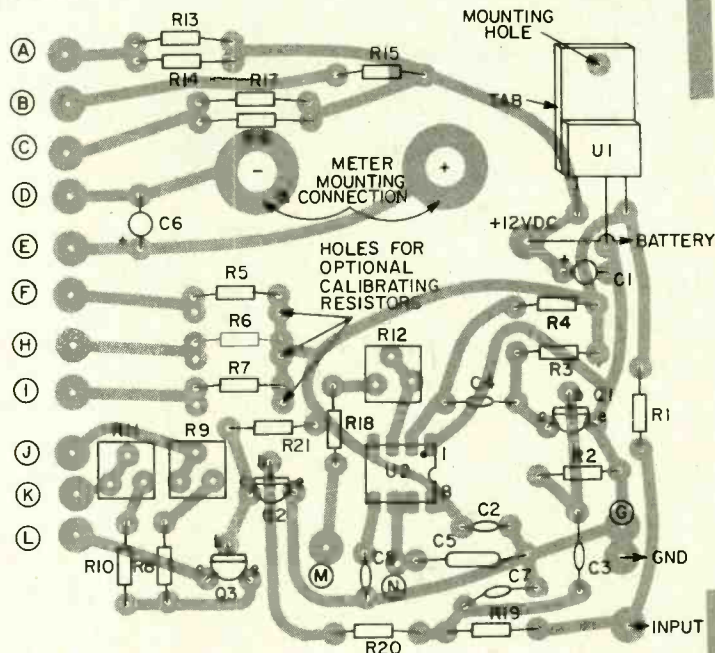 MOUNTING
HOLE
R13
A
R15
R14
R17
B
TAB
C
U1
METER
MOUNTING
CONNECTION
-
+
D
C6
+12VDC
BATTERY
E
+
HOLES FOR
OPTIONAL
CALIBRATING
RESISTORS
+
C1
F
R5
R4
H
R6
R12
R3
I
R7
C4
Q1
R18
R1
R21
J
R11
R9
U2
1
R2
8
K
Q2
G
C2
L
M
C5
GND
R10
R8
C8
N
C3
Q3
C7
R19
INPUT
R20